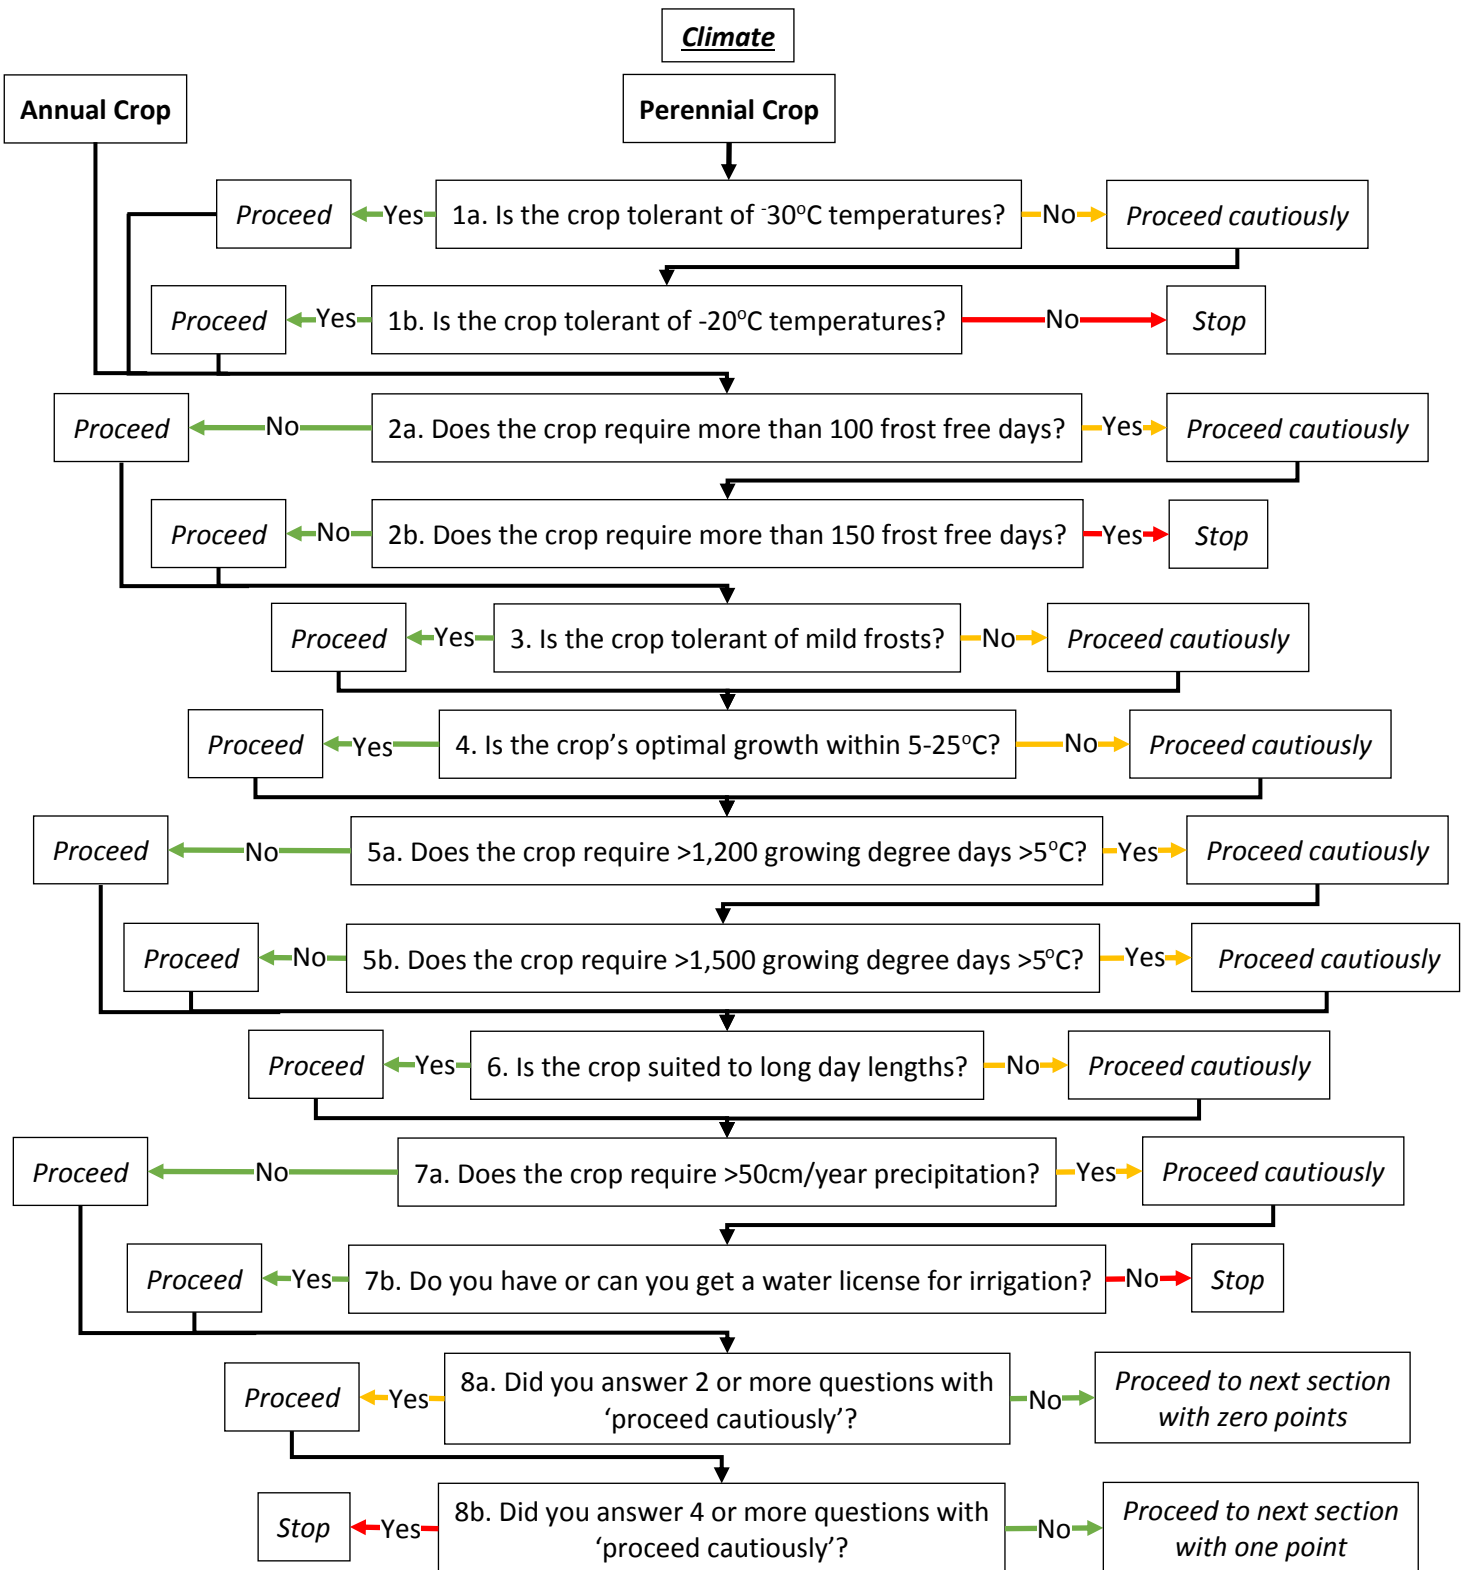 Climate
Annual Crop
Perennial Crop
Proceed
Yes
1a. Is the crop tolerant of -30°C temperatures?
No
Proceed cautiously
Proceed
Yes
1b. Is the crop tolerant of -20°C temperatures?
No
Stop
Proceed
No
2a. Does the crop require more than 100 frost free days?
Yes
Proceed cautiously
Proceed
No
2b. Does the crop require more than 150 frost free days?
Yes
Stop
Proceed
Yes
3. Is the crop tolerant of mild frosts?
No
Proceed cautiously
Proceed
Yes
4. Is the crop’s optimal growth within 5-25°C?
No
Proceed cautiously
Proceed
No
5a. Does the crop require >1,200 growing degree days >5°C?
Yes
Proceed cautiously
Proceed
No
5b. Does the crop require >1,500 growing degree days >5°C?
Yes
Proceed cautiously
Proceed
Yes
6. Is the crop suited to long day lengths?
No
Proceed cautiously
Proceed
No
7a. Does the crop require >50cm/year precipitation?
Yes
Proceed cautiously
Proceed
Yes
7b. Do you have or can you get a water license for irrigation?
No
Stop
Proceed
Yes
8a. Did you answer 2 or more questions with
‘proceed cautiously’?
No
Proceed to next section
with zero points
Stop
Yes
8b. Did you answer 4 or more questions with
‘proceed cautiously’?
No
Proceed to next section
with one point